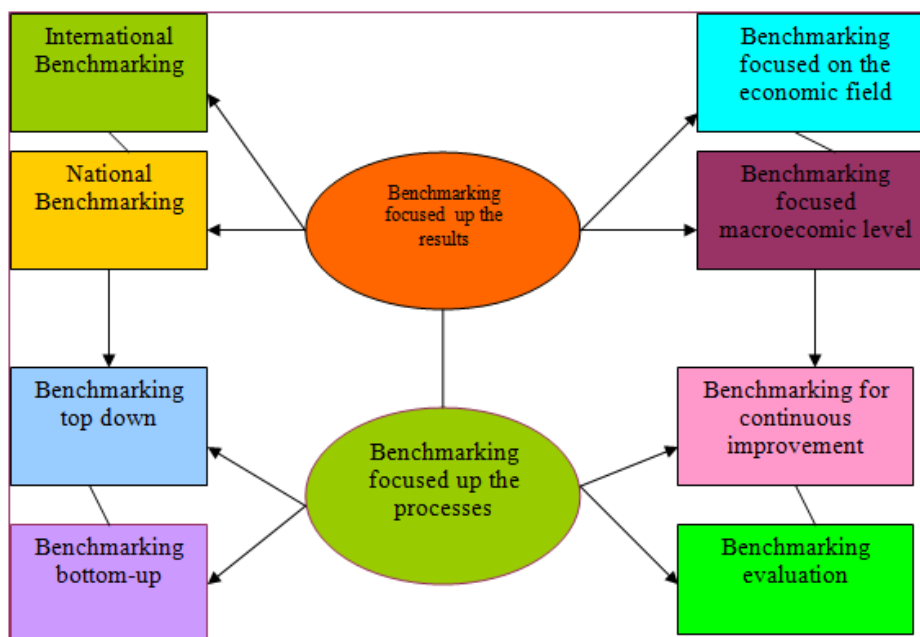 International
Benchmarking
Benchmarking
focused on the
economic field
National
Benchmarking
Benchmarking
focused up the
results
Benchmarking
focused
macroecomic level
Benchmarking
top down
Benchmarking for
continuous
improvement
Benchmarking
focused up the
processes
Benchmarking
bottom-up
Benchmarking
evaluation